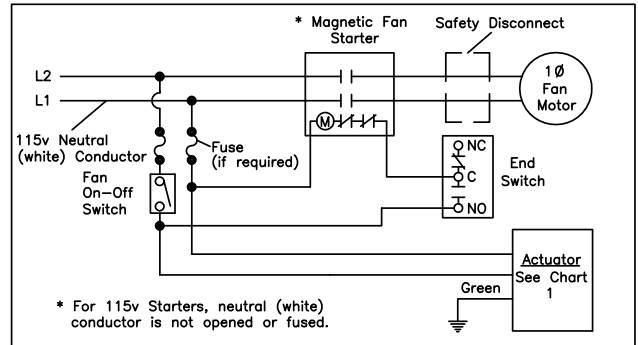 * Magnetic Fan
Starter
Safety Disconnect
L2
L1
1Ø
Fan
Motor
M
115v Neutral
(white) Conductor
Fuse
(if required)
Fan
On–Off
Switch
NC
C
NO
End
Switch
Actuator
See Chart
1
Green
* For 115v Starters, neutral (white)
conductor is not opened or fused.